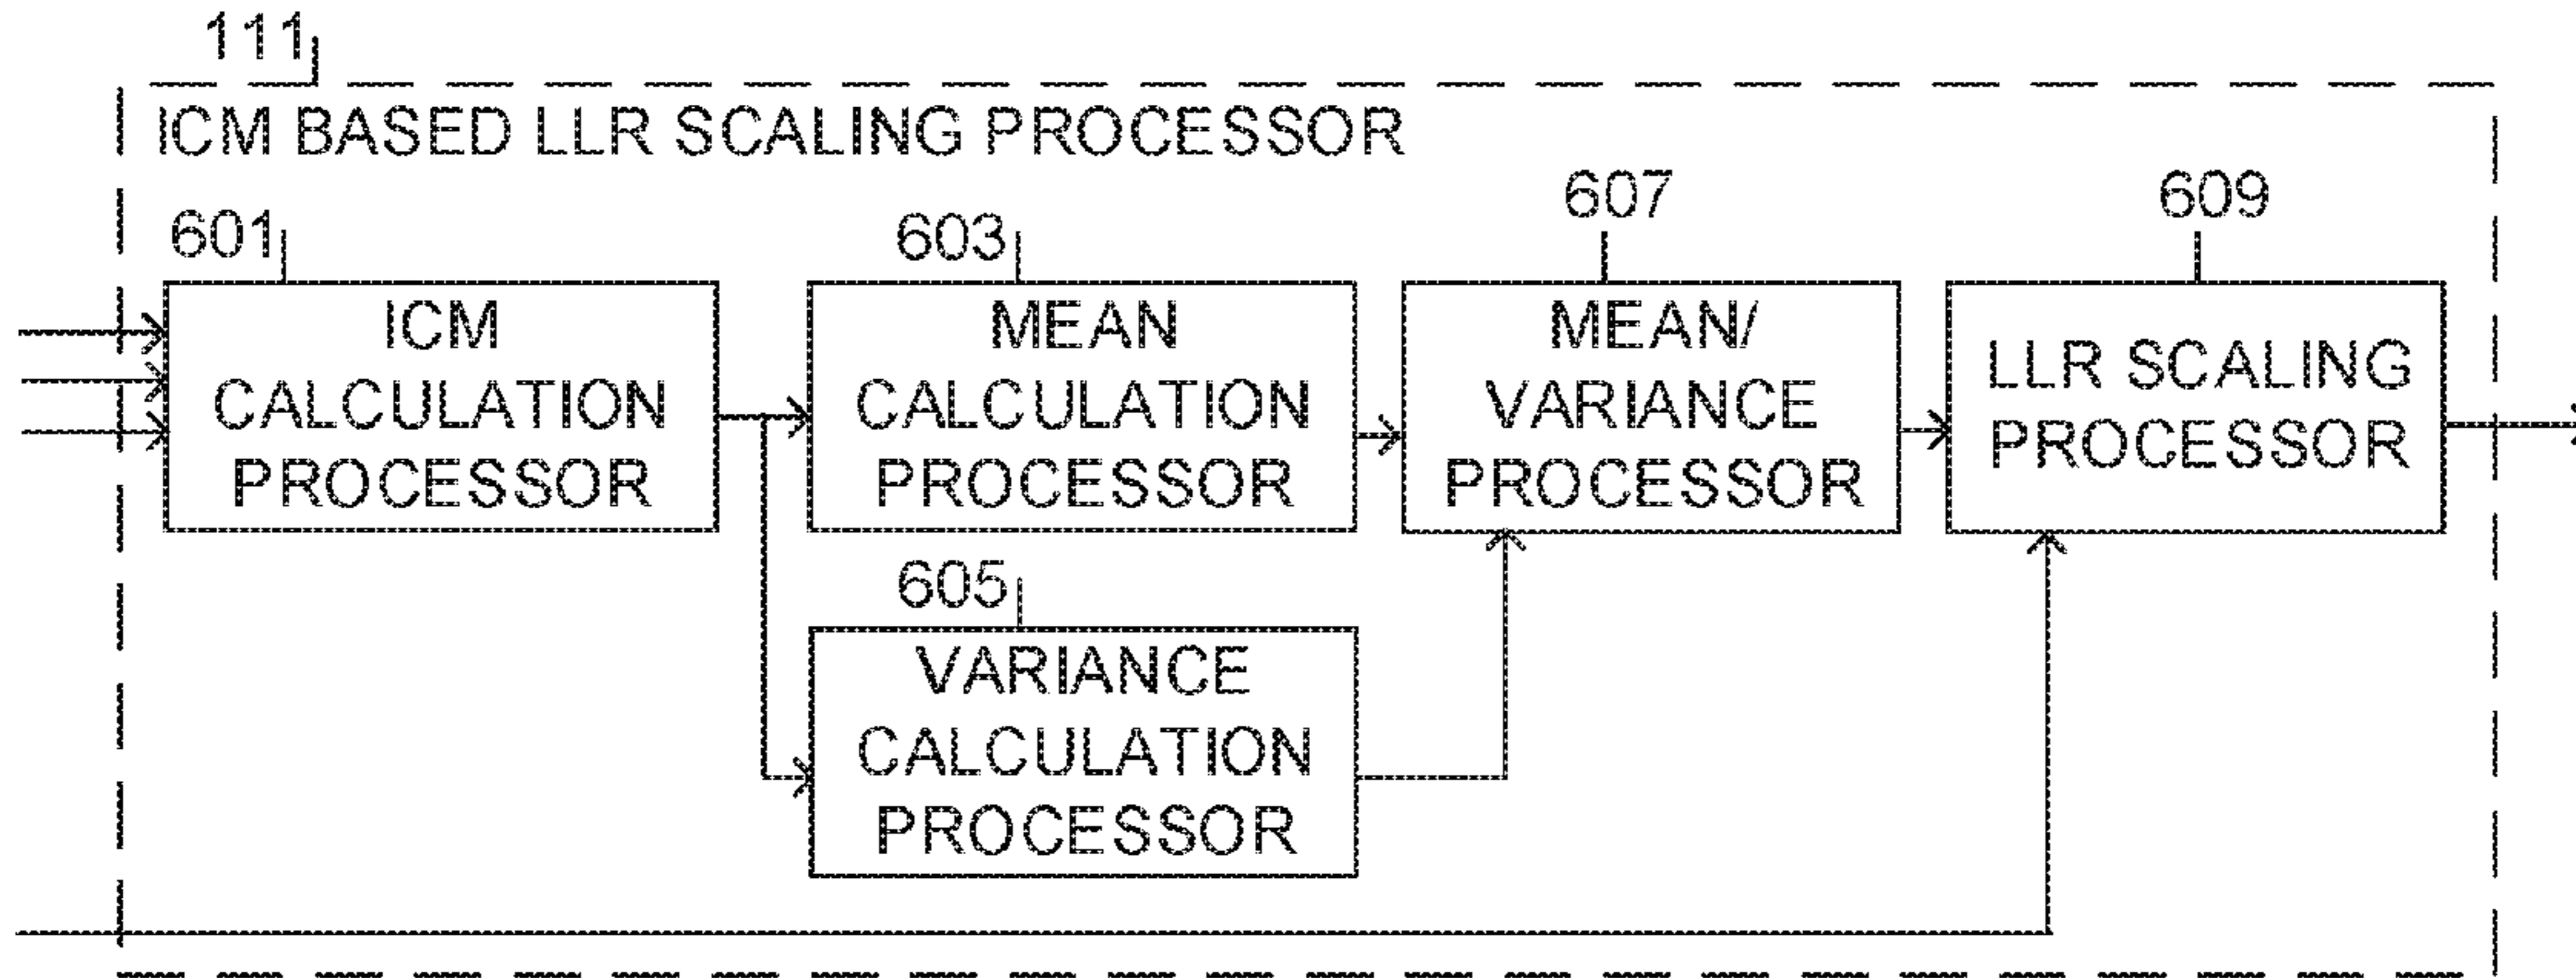 111
ICM BASED LLR SCALING PROCESSOR
601
ICM
CALCULATION
PROCESSOR
603
MEAN
CALCULATION
PROCESSOR
607
MEAN/
VARIANCE
PROCESSOR
609
LLR SCALING
PROCESSOR
605
VARIANCE
CALCULATION
PROCESSOR